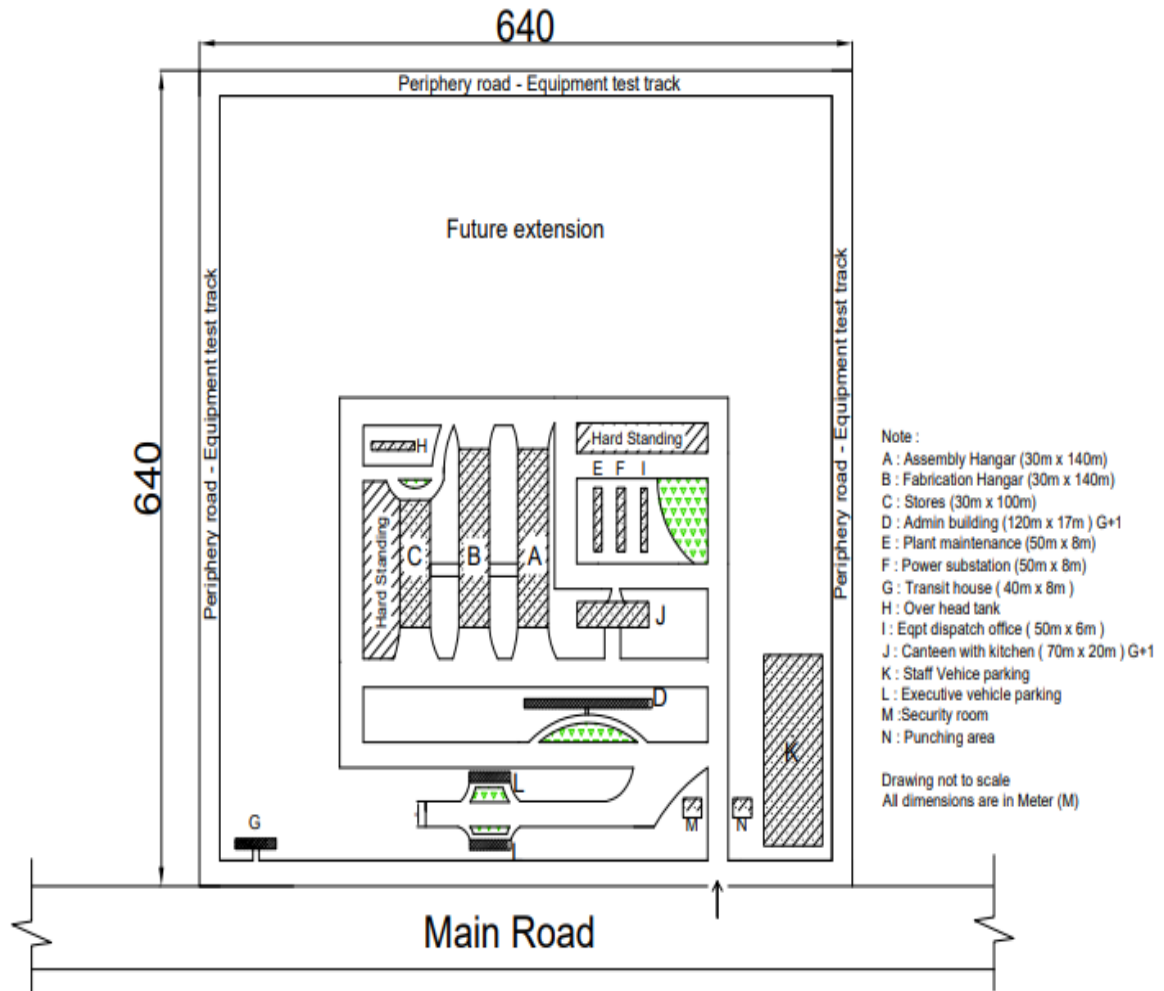 640
Periphery road - Equipment test track
Future extension
640
Periphery road - Equipment test track
Periphery road - Equipment test track
H
Hard Standing
E F I
Hard Standing
C
B
A
J
D
K
L
M
N
G
L
Note :
A : Assembly Hangar (30m x 140m)
B : Fabrication Hangar (30m x 140m)
C : Stores (30m x 100m)
D : Admin building (120m x 17m ) G+1
E : Plant maintenance (50m x 8m)
F : Power substation (50m x 8m)
G : Transit house ( 40m x 8m )
H : Over head tank
I : Eqpt dispatch office ( 50m x 6m )
J : Canteen with kitchen ( 70m x 20m ) G+1
K : Staff Vehice parking
L : Executive vehicle parking
M :Security room
N : Punching area
Drawing not to scale
All dimensions are in Meter (M)
Main Road